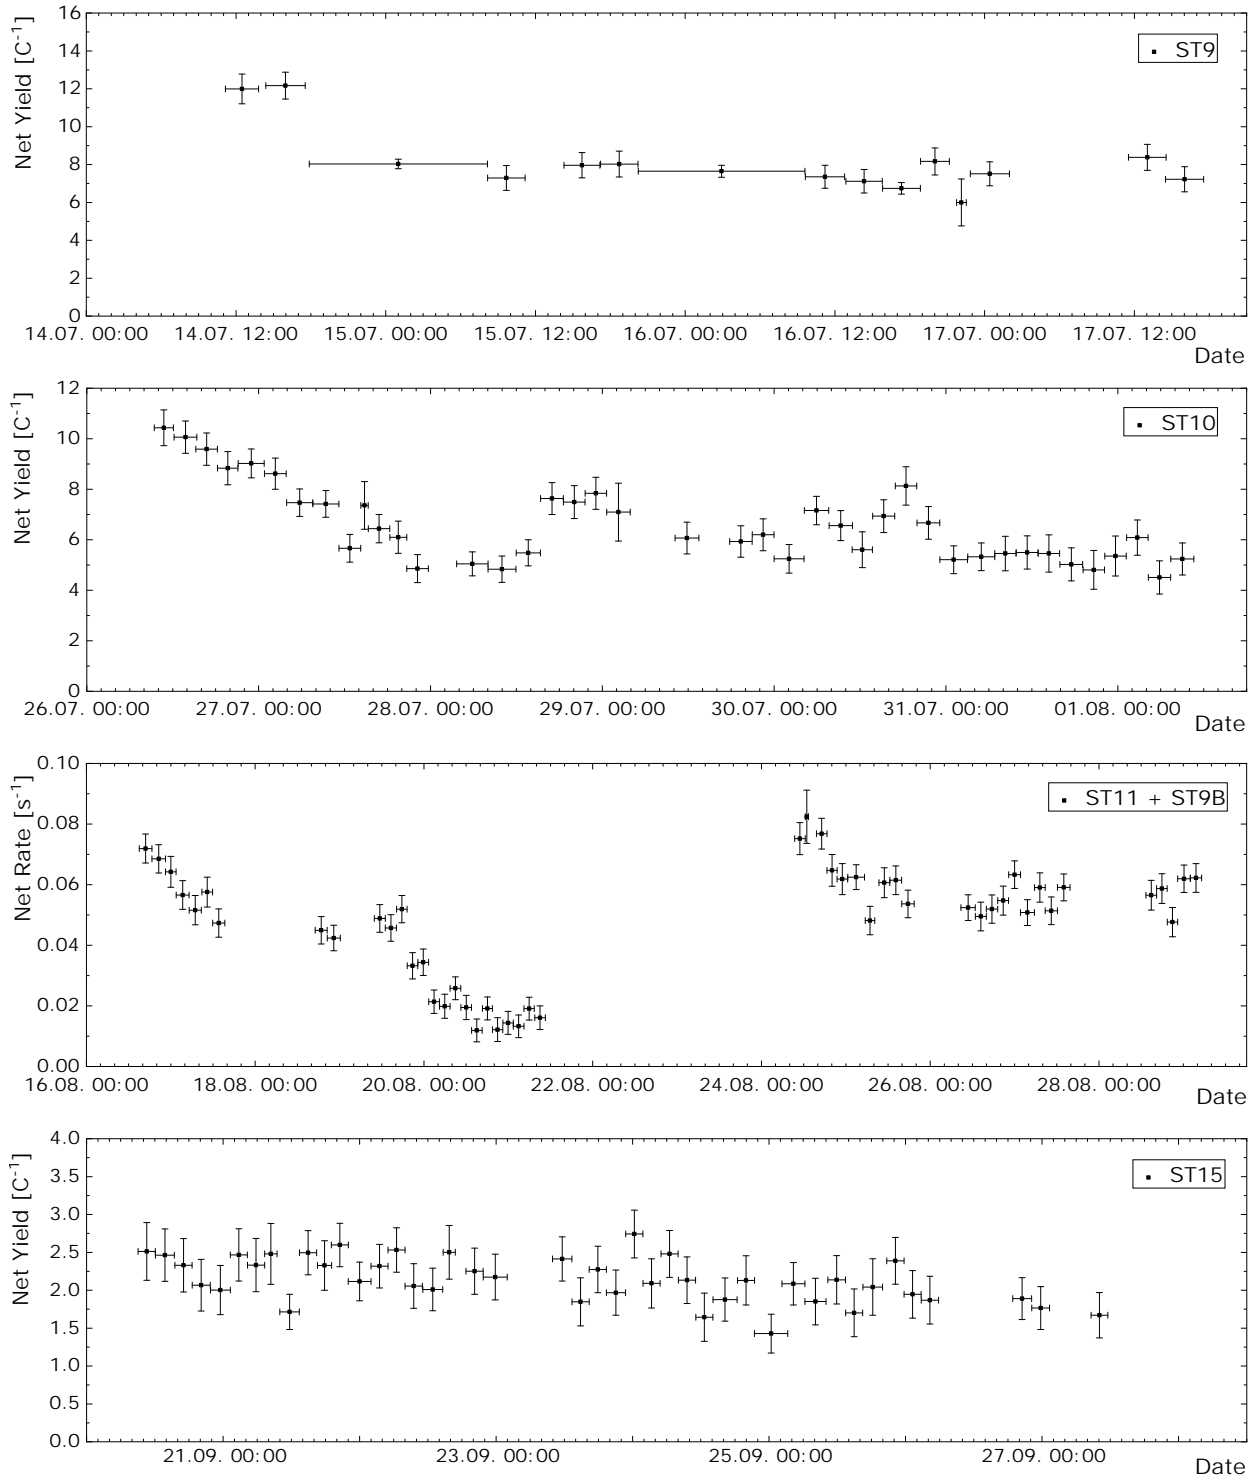 16
14
12
10
8
6
4
2
0
Net Yield [C⁻¹]
ST9
14.07. 00:00 14.07. 12:00 15.07. 00:00 15.07. 12:00 16.07. 00:00 16.07. 12:00 17.07. 00:00 17.07. 12:00
Date
12
10
8
6
4
2
0
Net Yield [C⁻¹]
ST10
26.07. 00:00 27.07. 00:00 28.07. 00:00 29.07. 00:00 30.07. 00:00 31.07. 00:00 01.08. 00:00
Date
0.10
0.08
0.06
0.04
0.02
0.00
Net Rate [s⁻¹]
ST11 + ST9B
16.08. 00:00 18.08. 00:00 20.08. 00:00 22.08. 00:00 24.08. 00:00 26.08. 00:00 28.08. 00:00
Date
4.0
3.5
3.0
2.5
2.0
1.5
1.0
0.5
0.0
Net Yield [C⁻¹]
ST15
21.09. 00:00 23.09. 00:00 25.09. 00:00 27.09. 00:00
Date